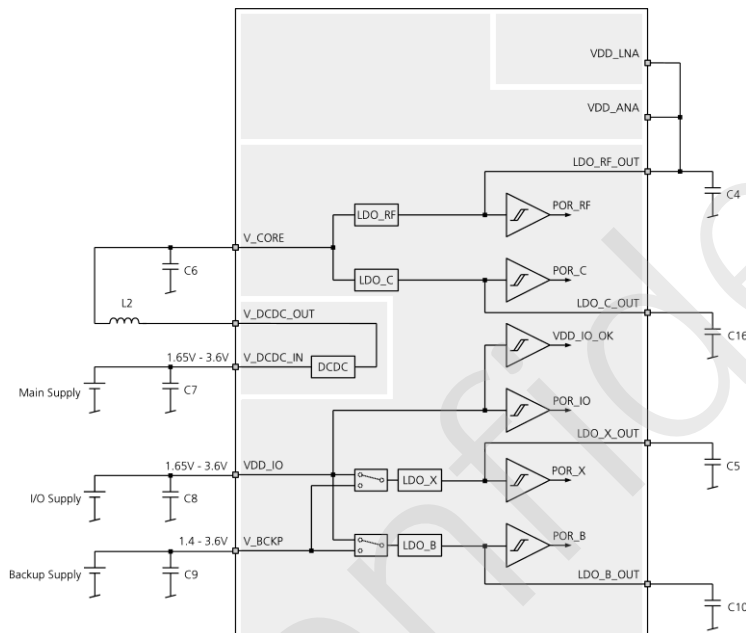 VDD_LNA
VDD_ANA
LDO_RF_OUT
C4
POR_RF
LDO_RF
V_CORE
C6
POR_C
LDO_C
LDO_C_OUT
L2
V_DCDC_OUT
C16
VDD_IO_OK
1.65V - 3.6V
V_DCDC_IN
DCDC
Main Supply
C7
POR_IO
LDO_X_OUT
1.65V - 3.6V
VDD_IO
C5
LDO_X
POR_X
I/O Supply
C8
1.4 - 3.6V
V_BCKP
POR_B
LDO_B
Backup Supply
C9
LDO_B_OUT
C10